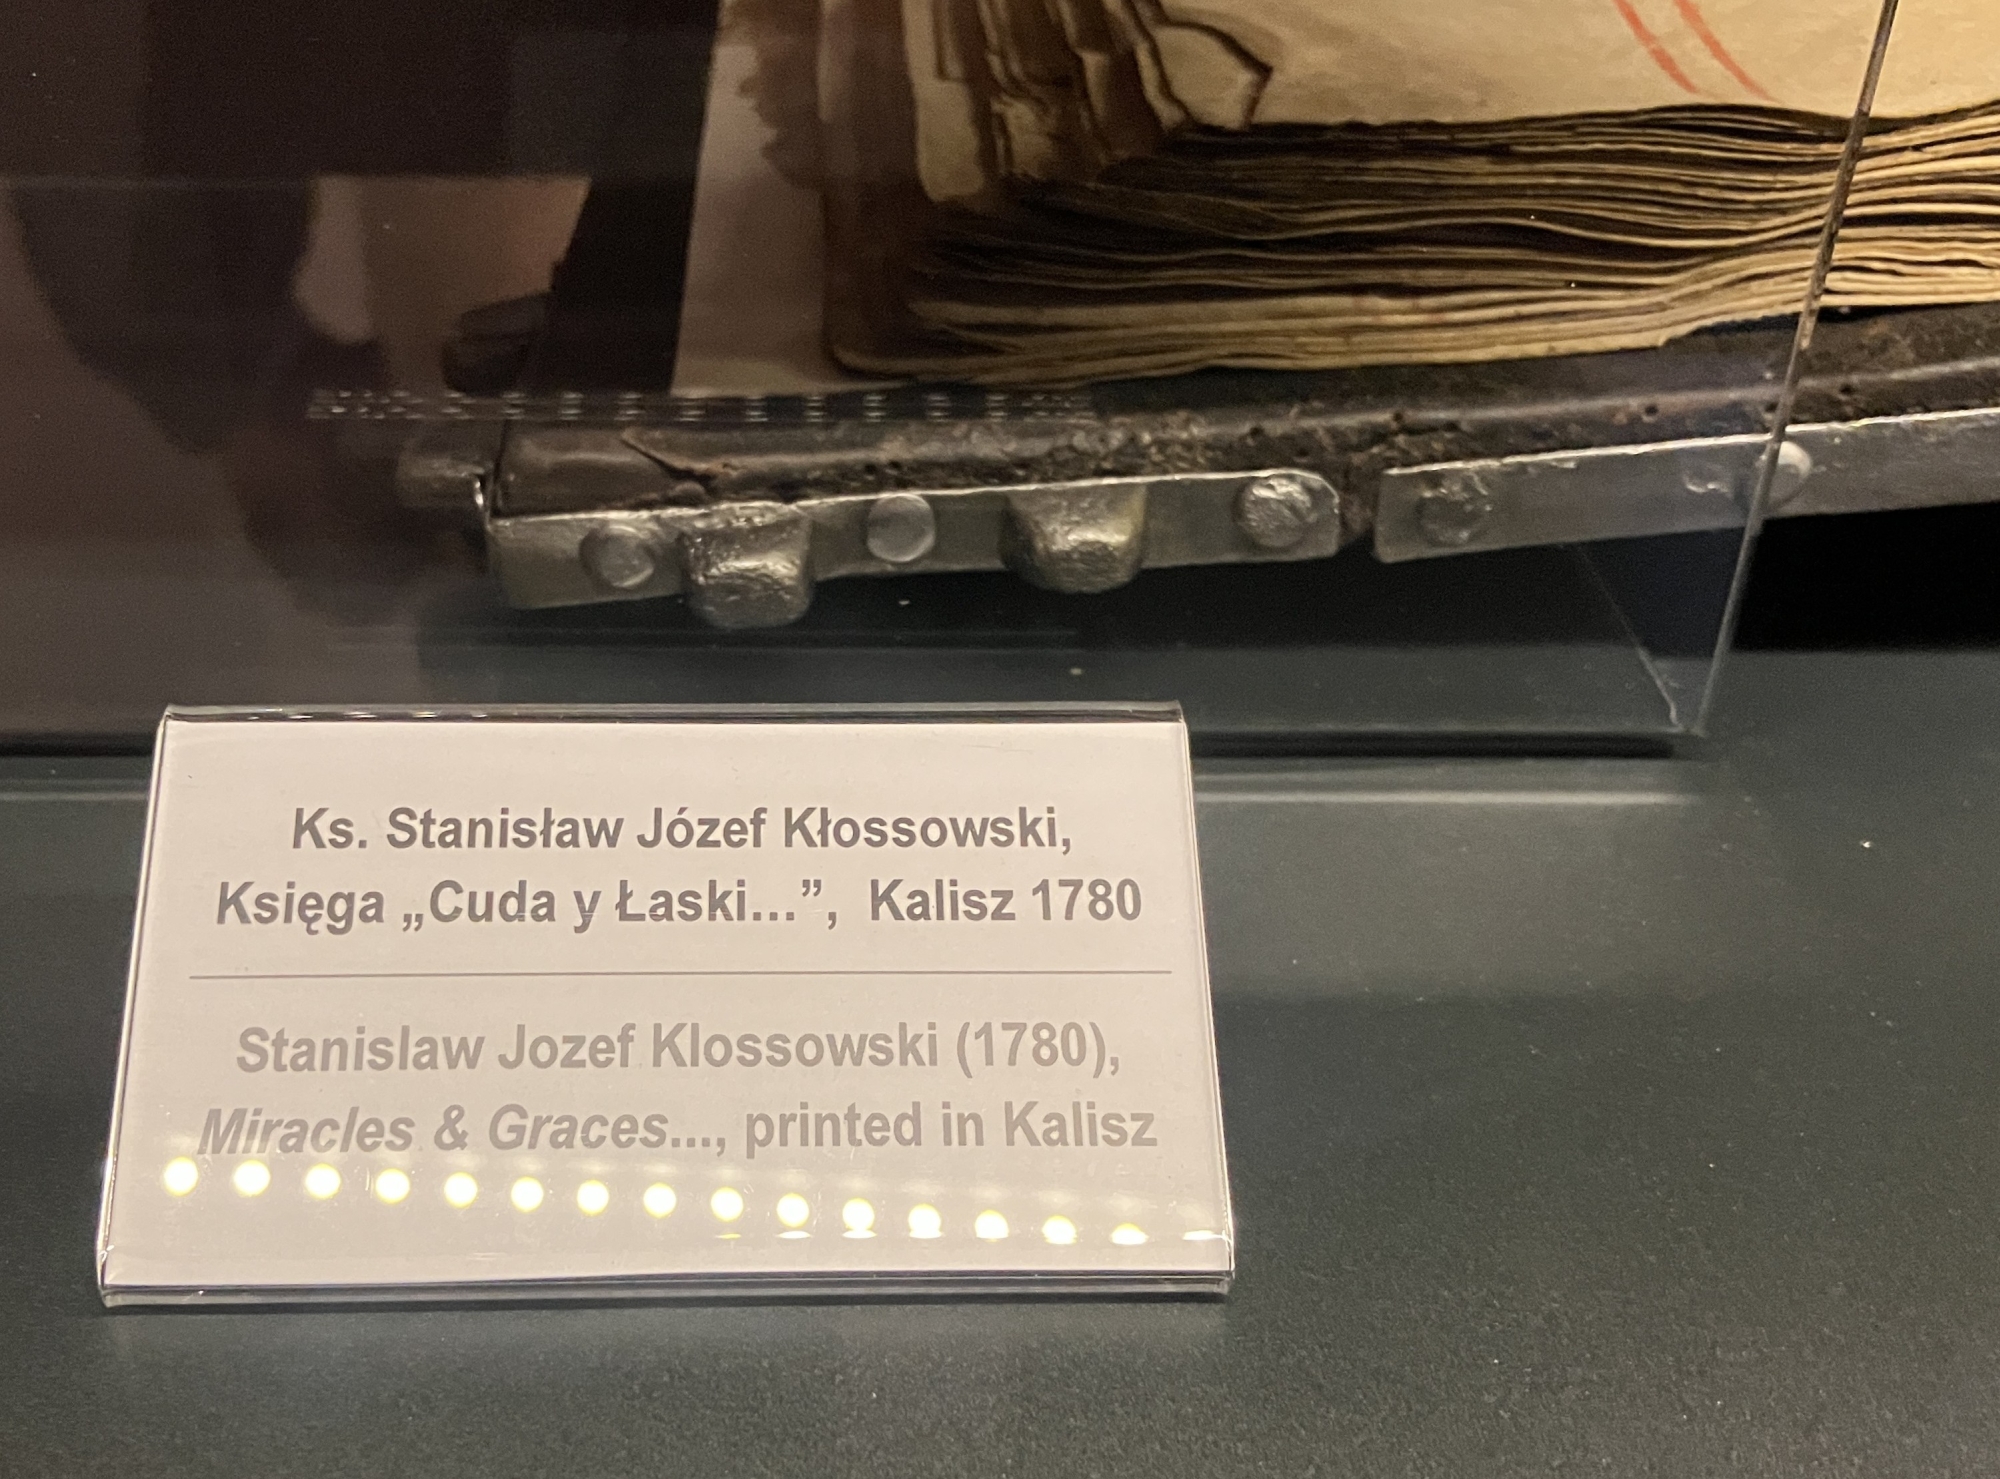 Ks. Stanisław Józef Kłossowski,
Księga „Cuda y Łaski...”, Kalisz 1780
Stanislaw Jozef Klossowski (1780),
Miracles & Graces..., printed in Kalisz